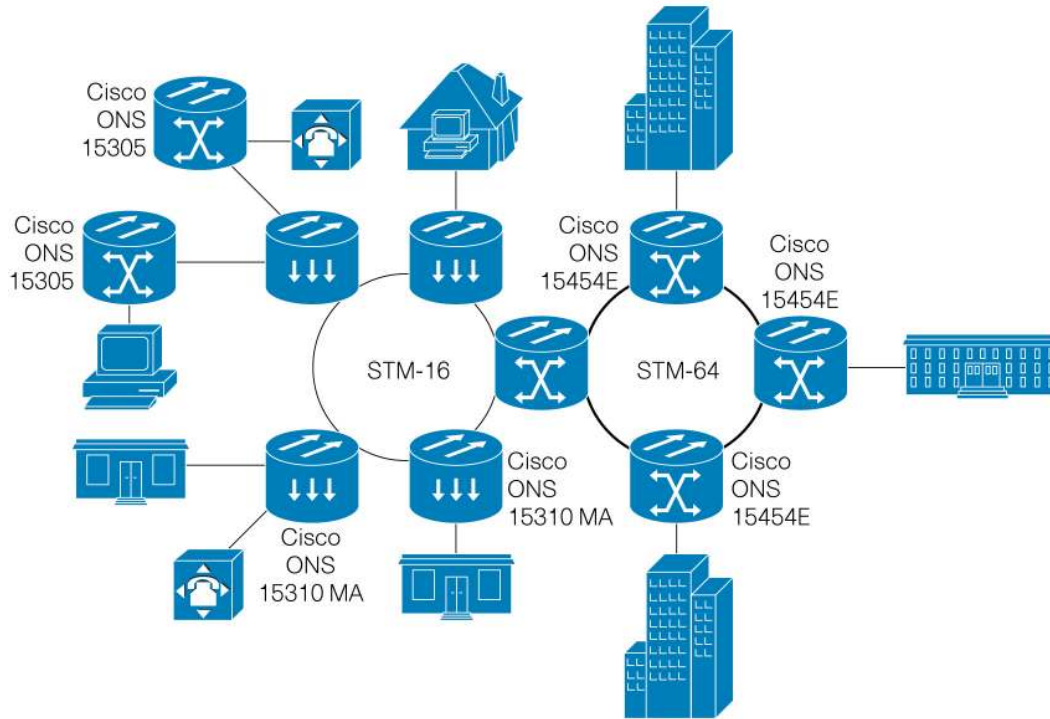 Cisco
ONS
15305
Cisco
ONS
15305
Cisco
ONS
15454E
Cisco
ONS
15454E
STM-16
STM-64
Cisco
ONS
15310 MA
Cisco
ONS
15310 MA
Cisco
ONS
15454E